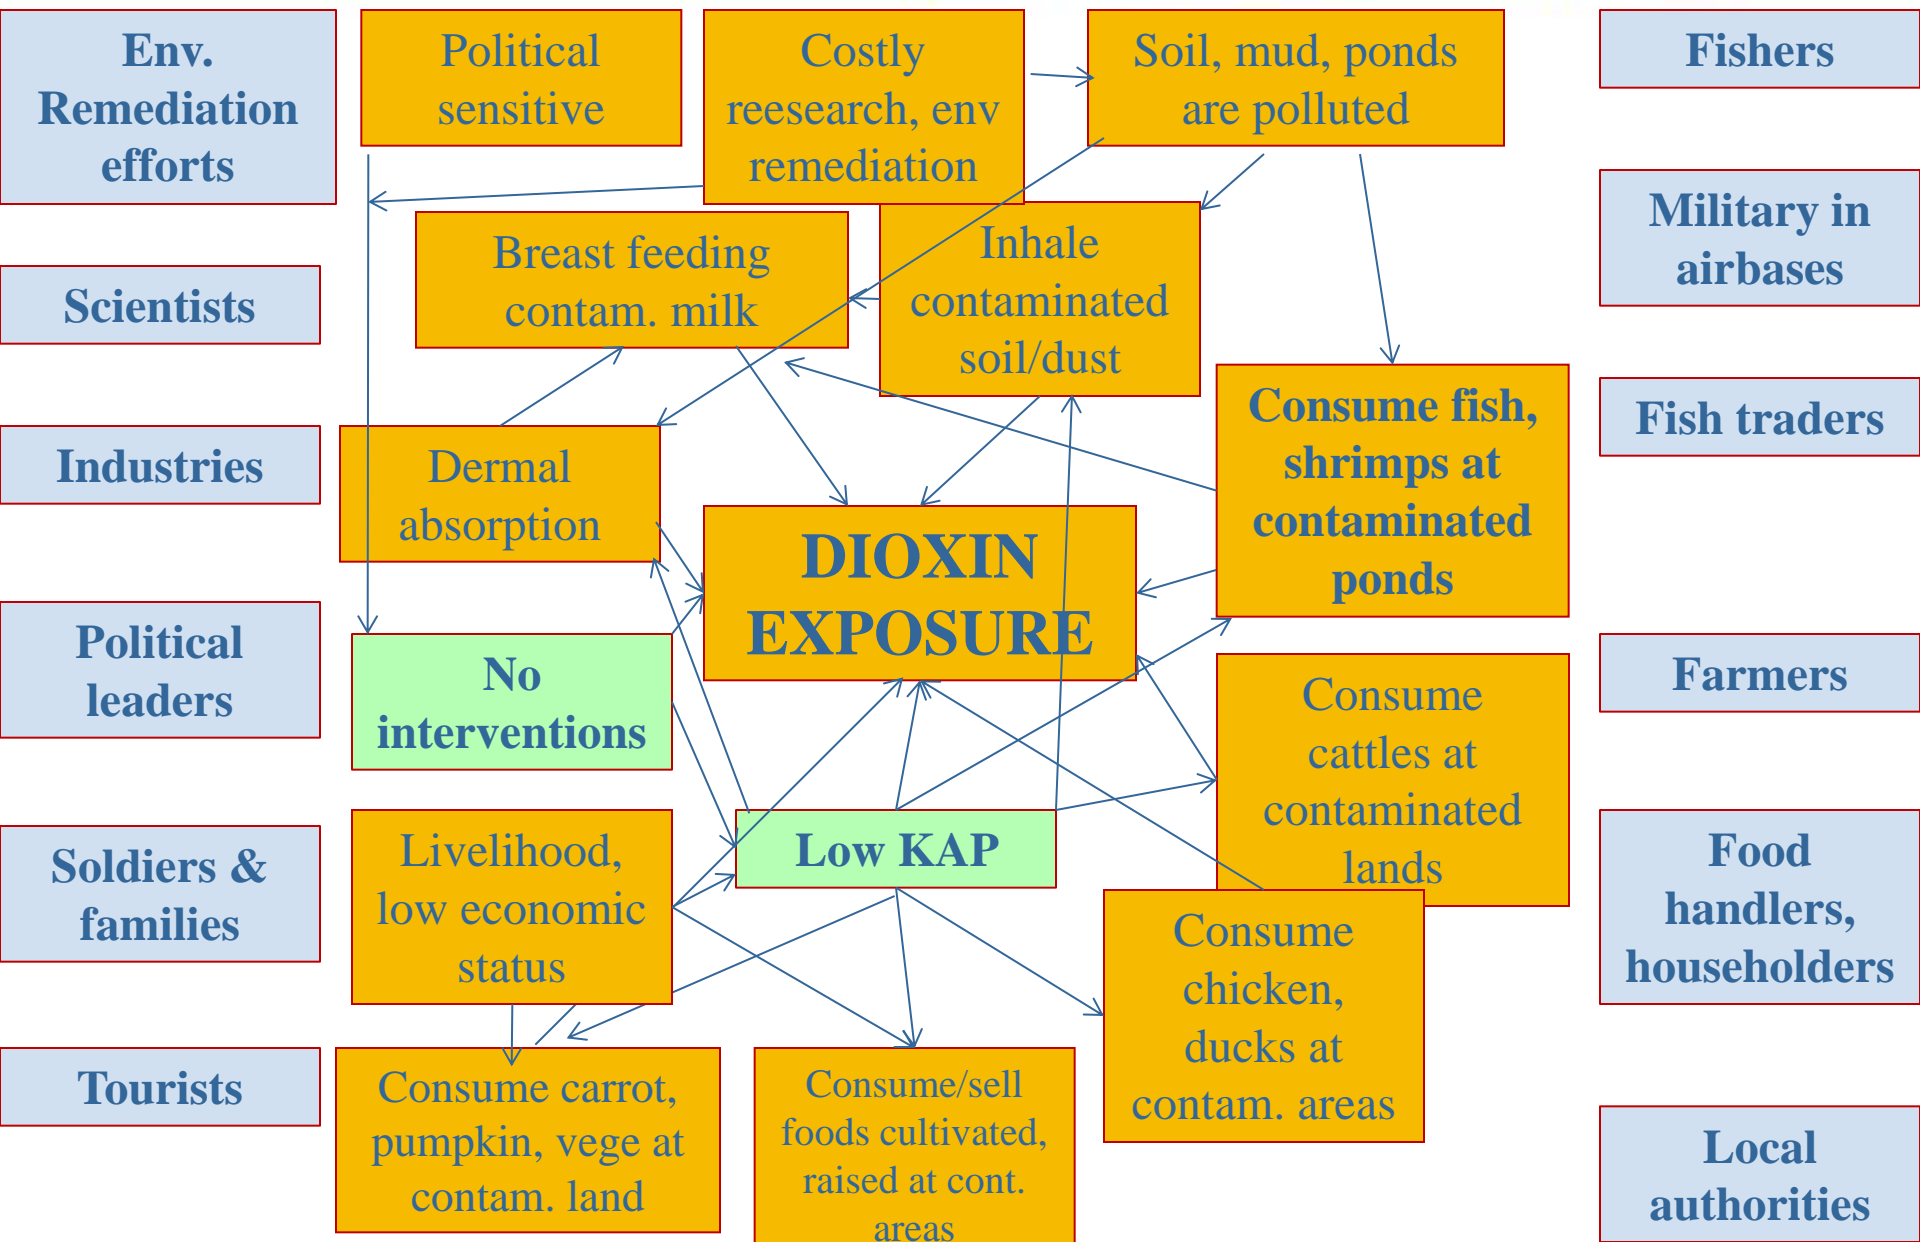 Env.
Remediation
efforts
Political
sensitive
Costly
reesearch, env
remediation
Soil, mud, ponds
are polluted
Fishers
Military in
airbases
Breast feeding
contam. milk
Inhale
contaminated
soil/dust
Scientists
Consume fish,
shrimps at
contaminated
ponds
Fish traders
Industries
Dermal
absorption
DIOXIN
EXPOSURE
Political
leaders
No
interventions
Consume
cattles at
contaminated
lands
Farmers
Soldiers &
families
Livelihood,
low economic
status
Low KAP
Food
handlers,
householders
Consume
chicken,
ducks at
contam. areas
Tourists
Consume carrot,
pumpkin, vege at
contam. land
Consume/sell
foods cultivated,
raised at cont.
areas
Local
authorities